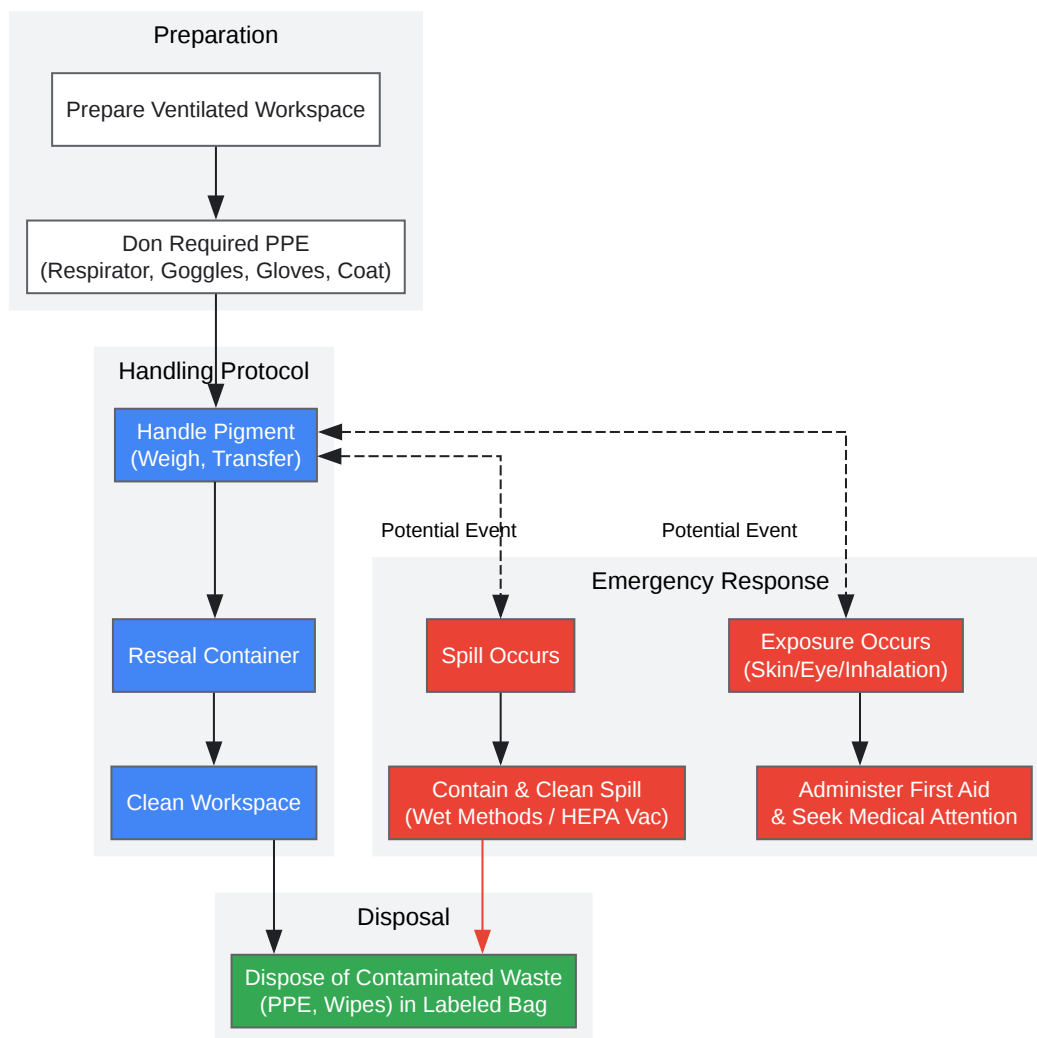 Preparation
Prepare Ventilated Workspace
Don Required PPE
(Respirator, Goggles, Gloves, Coat)
Handling Protocol
Handle Pigment
(Weigh, Transfer)
Potential Event
Potential Event
Emergency Response
Reseal Container
Spill Occurs
Exposure Occurs
(Skin/Eye/Inhalation)
Clean Workspace
Contain & Clean Spill
(Wet Methods / HEPA Vac)
Administer First Aid
& Seek Medical Attention
Disposal
Dispose of Contaminated Waste
(PPE, Wipes) in Labeled Bag